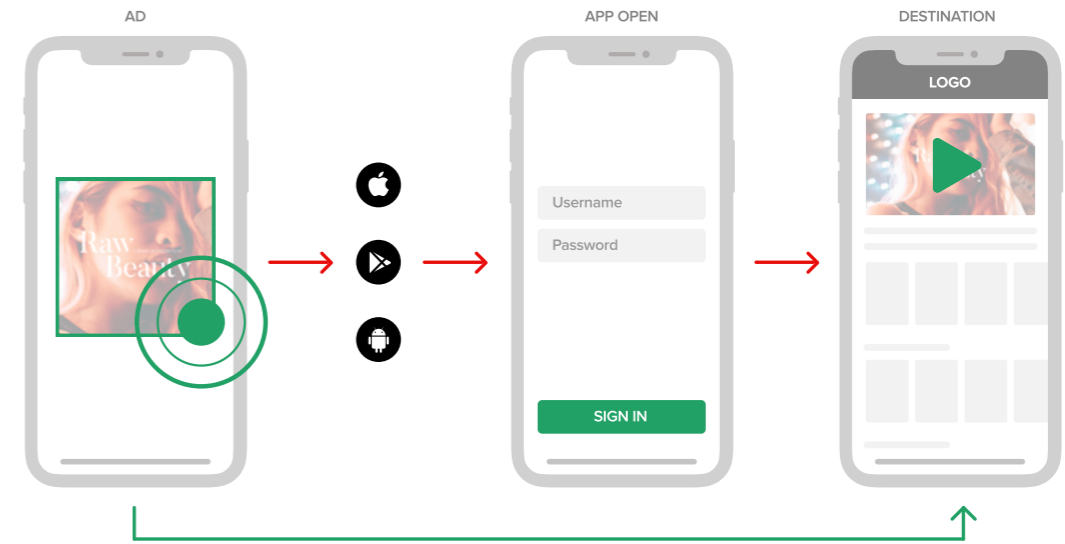 AD
APP OPEN
DESTINATION
LOGO
Raw
Beauty
Username
Password
SIGN IN